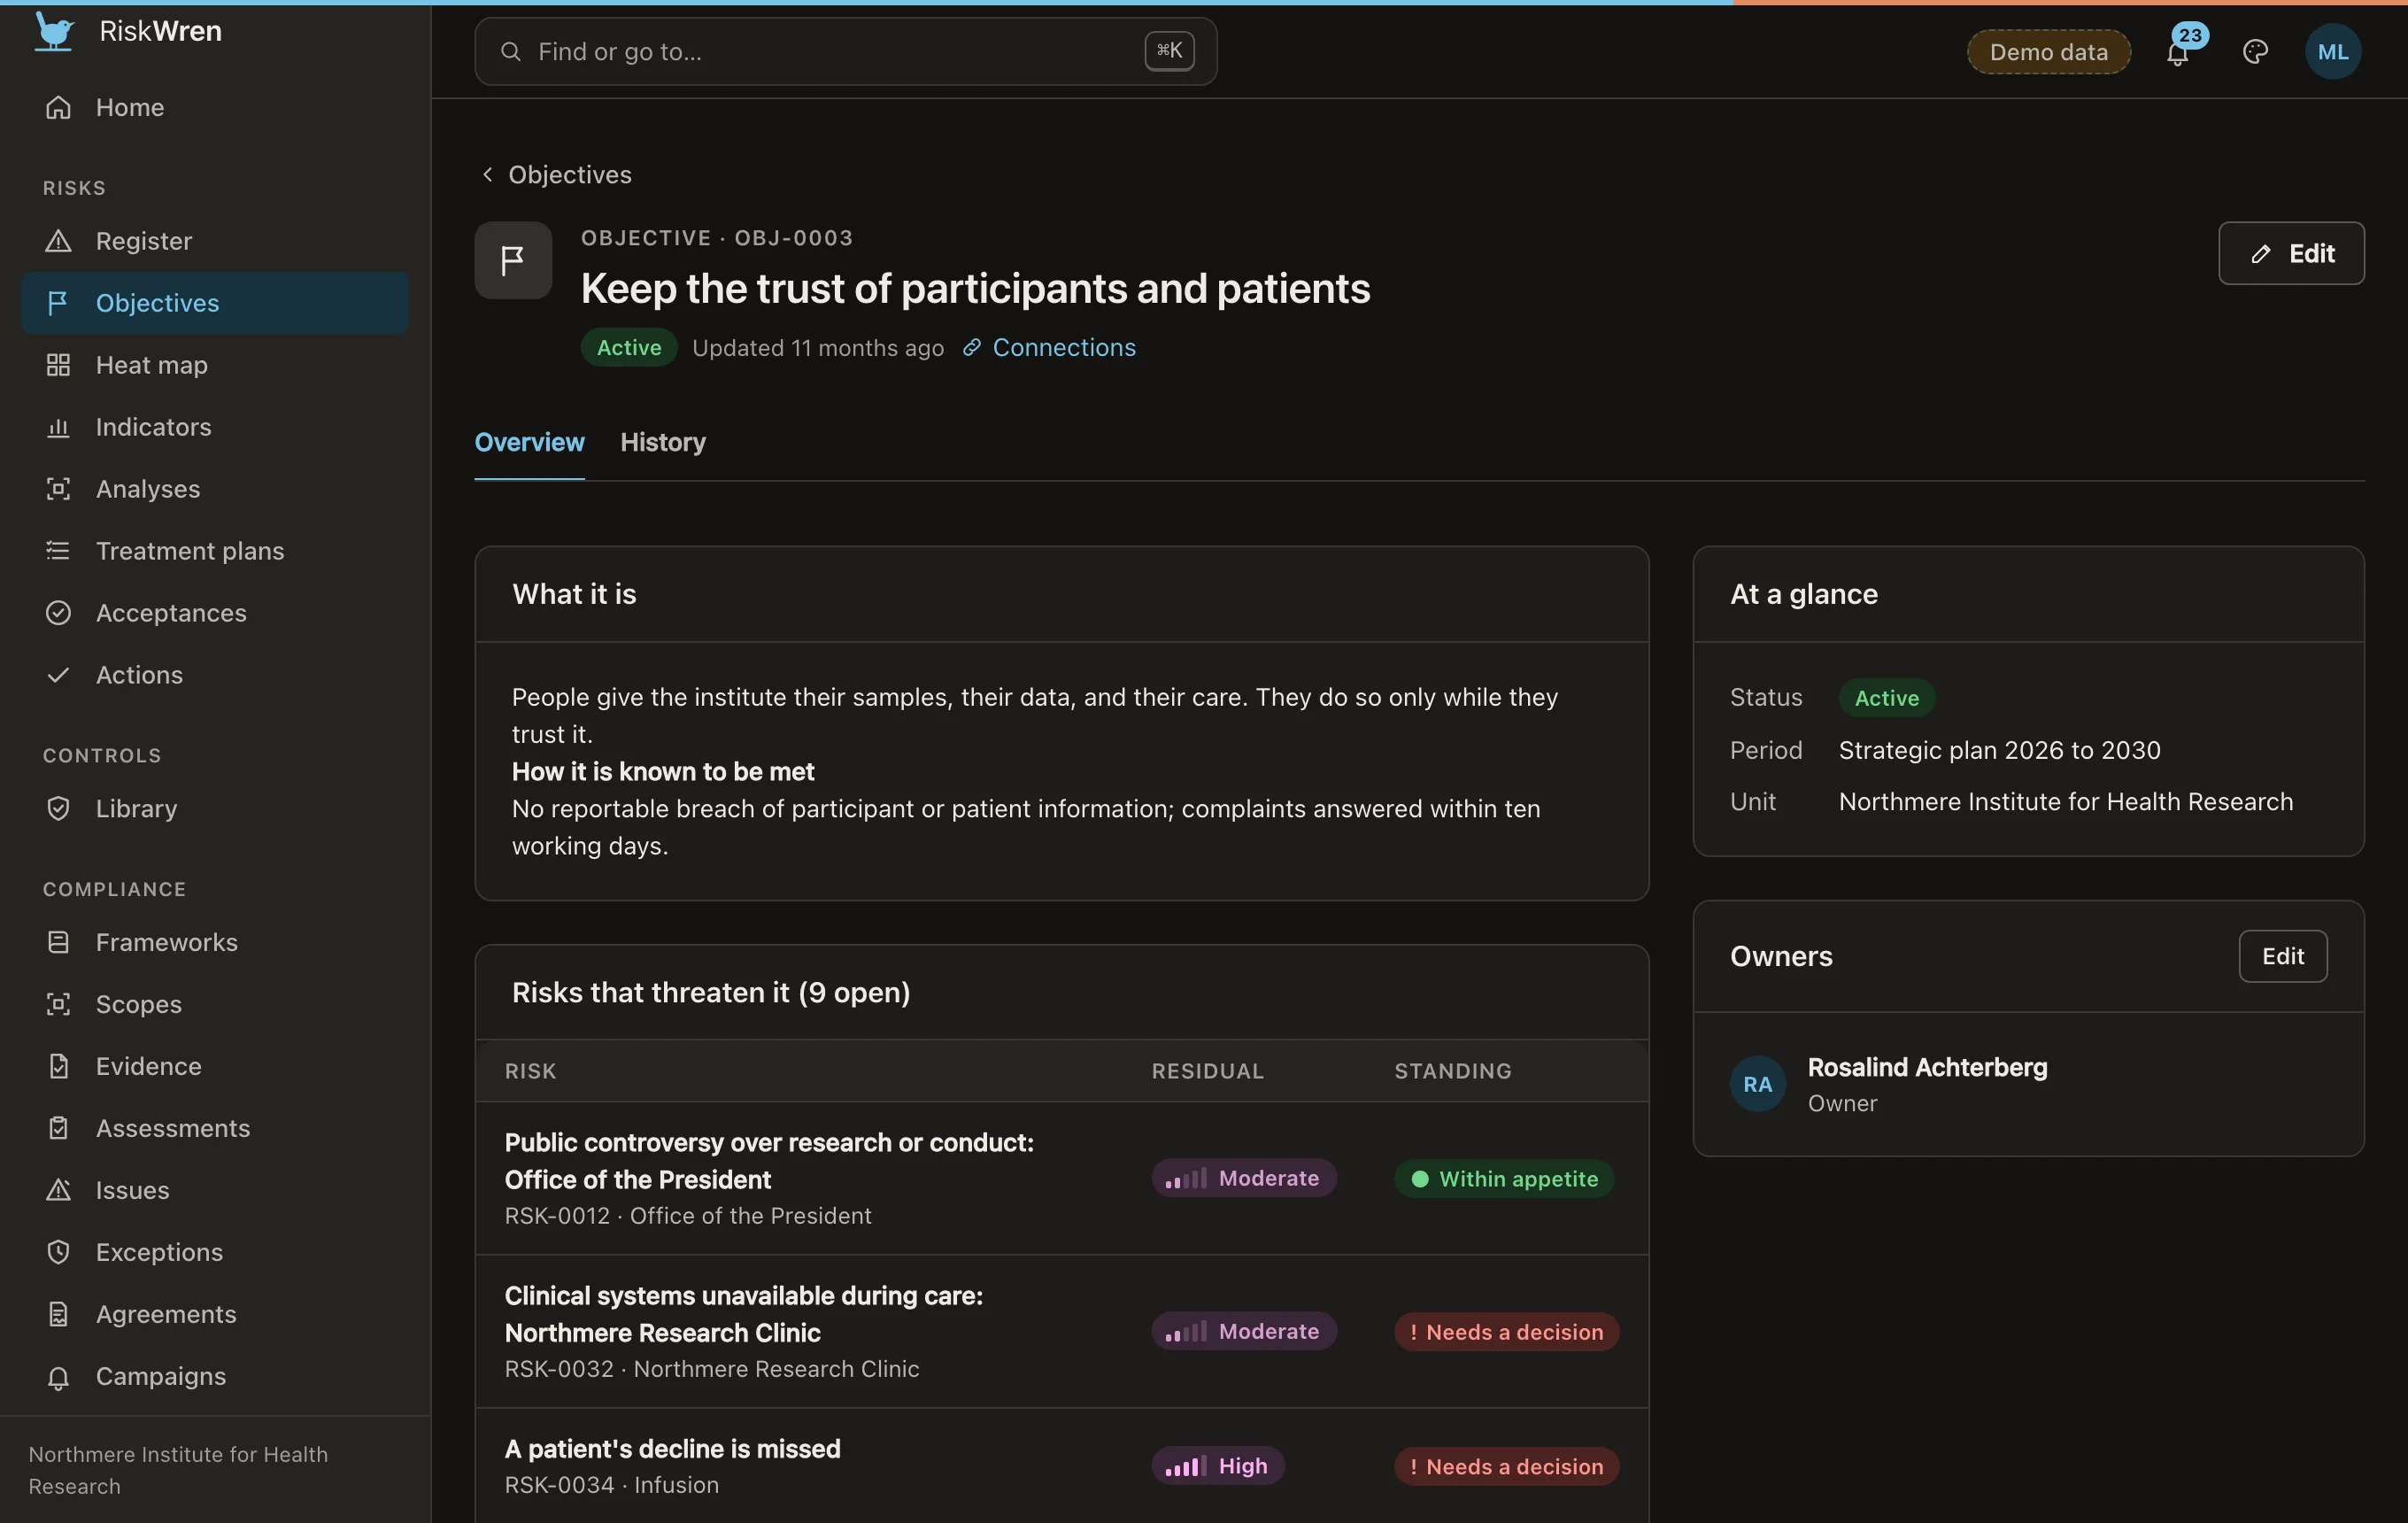 RiskWren
Find or go to...
⌘K
Demo data
23
ML
Home
RISKS
Register
Objectives
Heat map
Indicators
Analyses
Treatment plans
Acceptances
Actions
CONTROLS
Library
COMPLIANCE
Frameworks
Scopes
Evidence
Assessments
Issues
Exceptions
Agreements
Campaigns
Northmere Institute for Health
Research
Objectives
OBJECTIVE · OBJ-0003
Keep the trust of participants and patients
Edit
Active Updated 11 months ago Connections
Overview History
What it is
People give the institute their samples, their data, and their care. They do so only while they
trust it.
How it is known to be met
No reportable breach of participant or patient information; complaints answered within ten
working days.
Risks that threaten it (9 open)
RISK RESIDUAL STANDING
Public controversy over research or conduct:
Office of the President
RSK-0012 · Office of the President
Moderate
Within appetite
Clinical systems unavailable during care:
Northmere Research Clinic
RSK-0032 · Northmere Research Clinic
Moderate
! Needs a decision
A patient's decline is missed
RSK-0034 · Infusion
High
! Needs a decision
At a glance
Status Active
Period Strategic plan 2026 to 2030
Unit Northmere Institute for Health Research
Owners
Edit
RA
Rosalind Achterberg
Owner